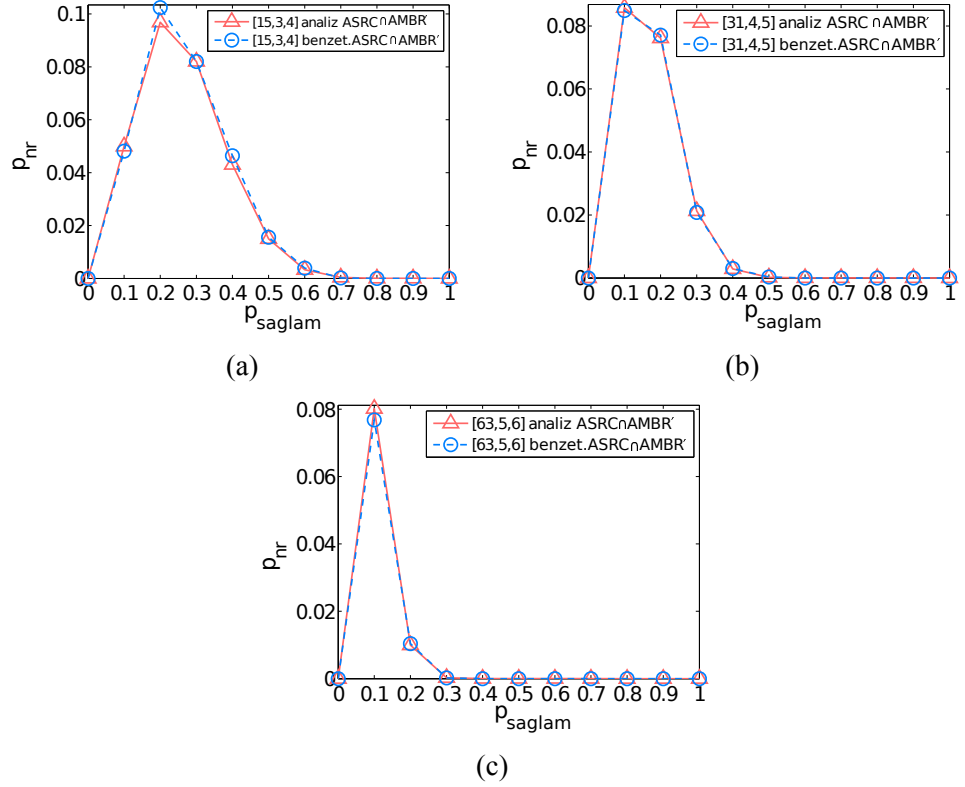 [15,3,4] analiz ASRC∩AMBR′
[15,3,4] benzet.ASRC∩AMBR′
0.1
0.08
0.06
0.04
0.02
0
p_nr
0 0.1 0.2 0.3 0.4 0.5 0.6 0.7 0.8 0.9 1
p_saglam
(a)
[31,4,5] analiz ASRC∩AMBR′
[31,4,5] benzet.ASRC∩AMBR′
0.08
0.06
0.04
0.02
0
p_nr
0 0.1 0.2 0.3 0.4 0.5 0.6 0.7 0.8 0.9 1
p_saglam
(b)
[63,5,6] analiz ASRC∩AMBR′
[63,5,6] benzet.ASRC∩AMBR′
0.08
0.06
0.04
0.02
0
p_nr
0 0.1 0.2 0.3 0.4 0.5 0.6 0.7 0.8 0.9 1
p_saglam
(c)